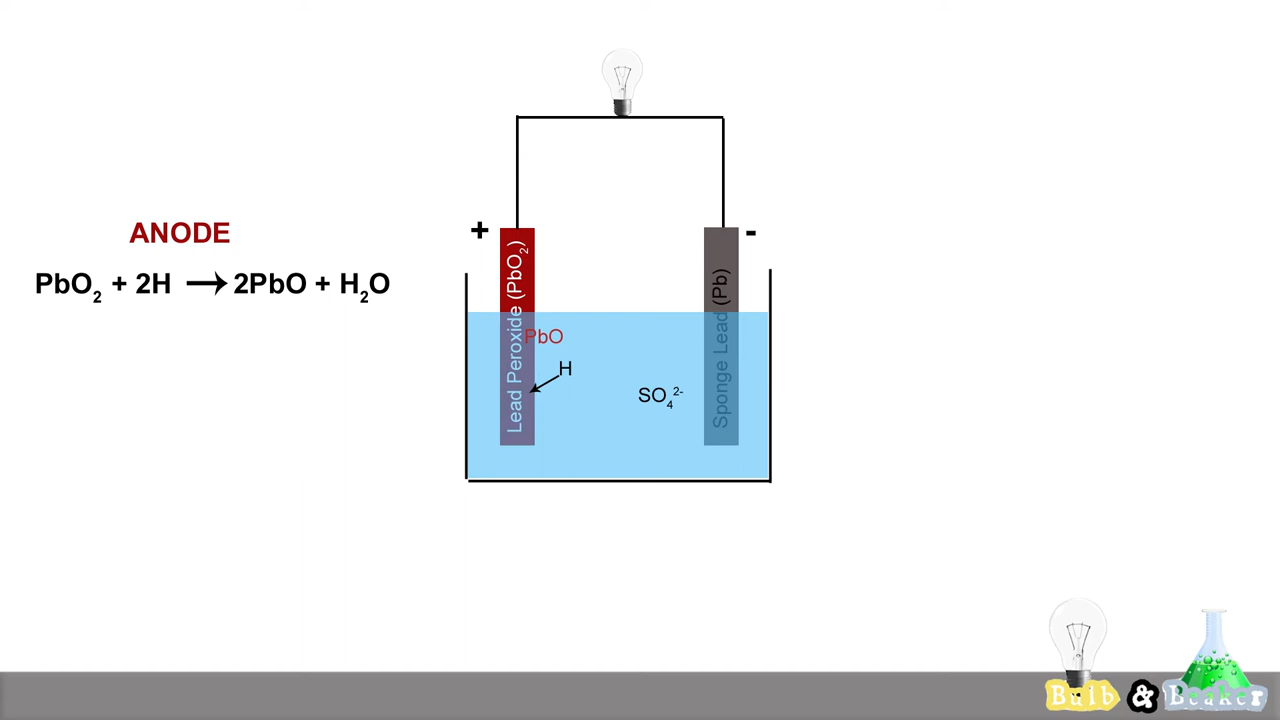 +
-
ANODE
PbO₂ + 2H → 2PbO + H₂O
Lead Peroxide (PbO₂)
Sponge Lead (Pb)
PbO
H
SO₄²⁻
Bulb & Beaker